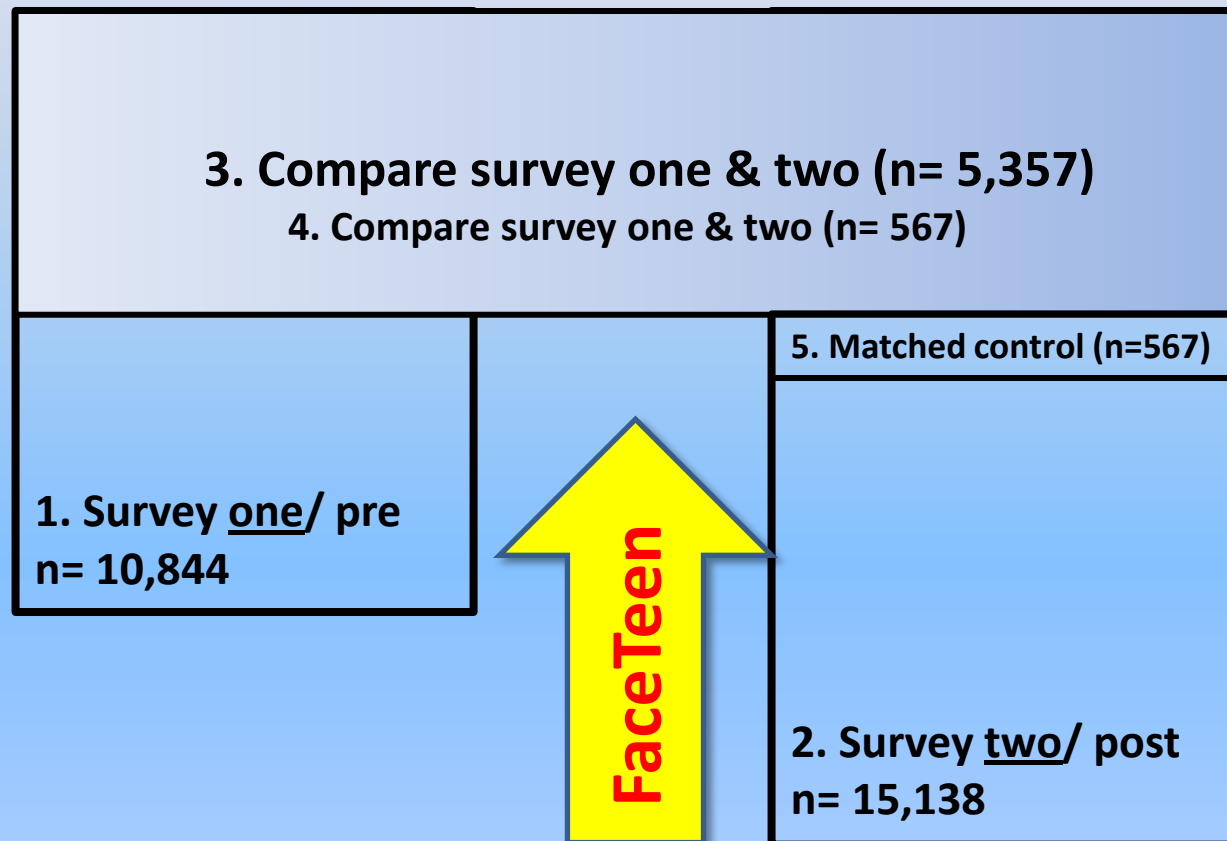 3. Compare survey one & two (n= 5,357)
4. Compare survey one & two (n= 567)
5. Matched control (n=567)
1. Survey one/ pre
n= 10,844
FaceTeen
2. Survey two/ post
n= 15,138